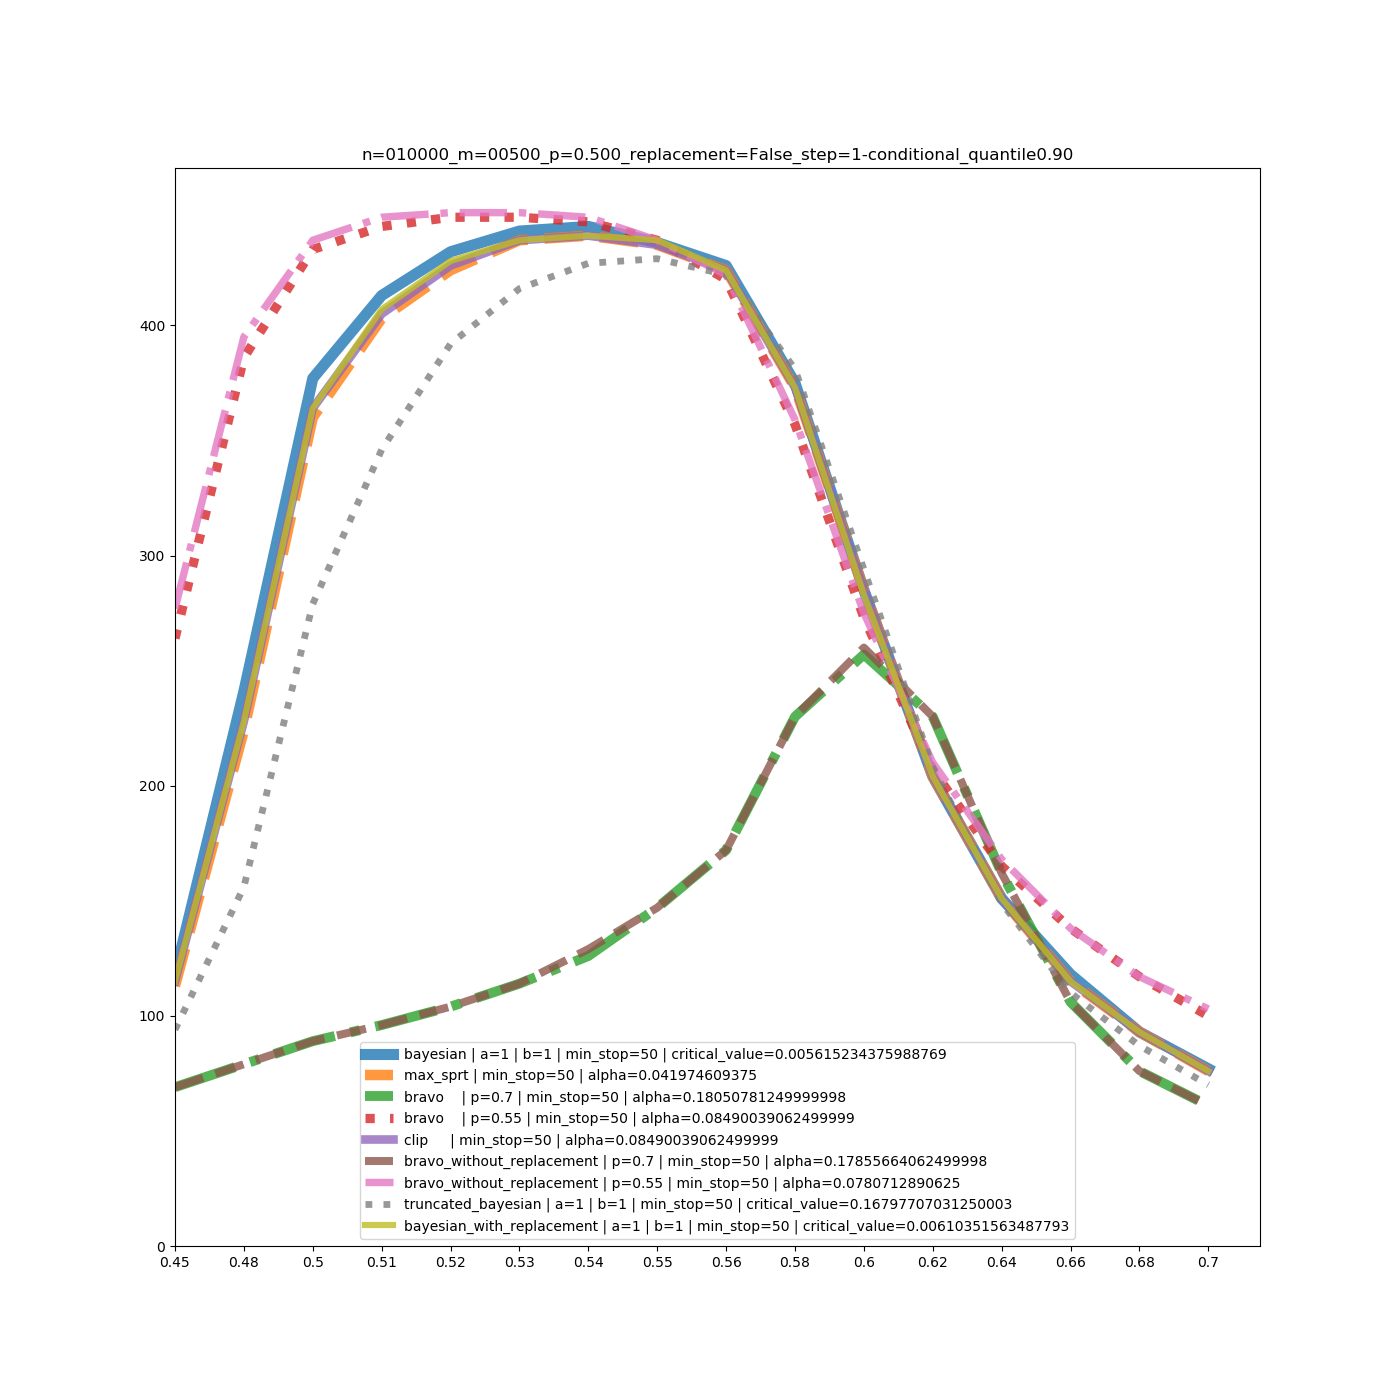 n=010000_m=00500_p=0.500_replacement=False_step=1-conditional_quantile0.90
400
300
200
100
0
bayesian | a=1 | b=1 | min_stop=50 | critical_value=0.005615234375988769
max_sprt | min_stop=50 | alpha=0.041974609375
bravo    | p=0.7 | min_stop=50 | alpha=0.18050781249999998
bravo    | p=0.55 | min_stop=50 | alpha=0.08490039062499999
clip     | min_stop=50 | alpha=0.08490039062499999
bravo_without_replacement | p=0.7 | min_stop=50 | alpha=0.17855664062499998
bravo_without_replacement | p=0.55 | min_stop=50 | alpha=0.0780712890625
truncated_bayesian | a=1 | b=1 | min_stop=50 | critical_value=0.16797707031250003
bayesian_with_replacement | a=1 | b=1 | min_stop=50 | critical_value=0.00610351563487793
0.45 0.48 0.5 0.51 0.52 0.53 0.54 0.55 0.56 0.58 0.6 0.62 0.64 0.66 0.68 0.7